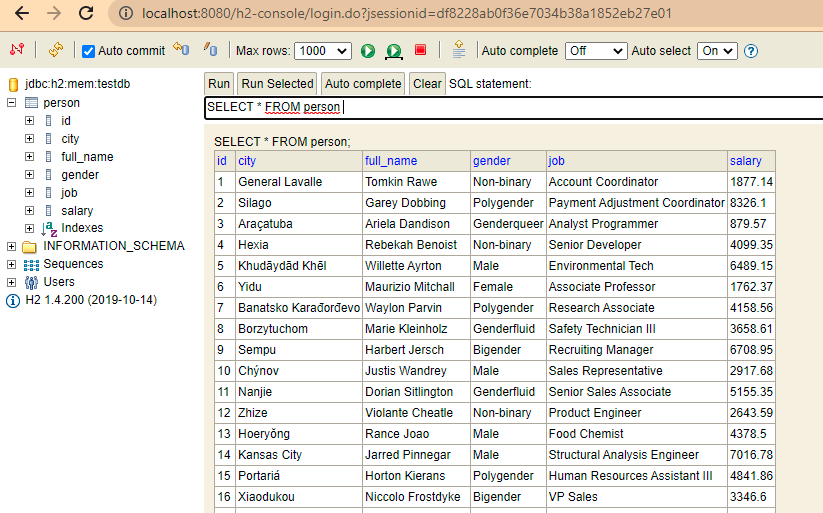 localhost:8080/h2-console/login.do?jsessionid=df8228ab0f36e7034b38a1852eb27e01
Auto commit Max rows: 1000 Auto complete Off Auto select On
jdbc:h2:mem:testdb
person
id
city
full_name
gender
job
salary
Indexes
INFORMATION_SCHEMA
Sequences
Users
H2 1.4.200 (2019-10-14)
Run Run Selected Auto complete Clear SQL statement:
SELECT * FROM person
SELECT * FROM person;
id city full_name gender job salary
1 General Lavalle Tomkin Rawe Non-binary Account Coordinator 1877.14
2 Silago Garey Dobbing Polygender Payment Adjustment Coordinator 8326.1
3 Araçatuba Ariela Dandison Genderqueer Analyst Programmer 879.57
4 Hexia Rebekah Benoist Non-binary Senior Developer 4099.35
5 Khudāydād Khēl Willette Ayrton Male Environmental Tech 6489.15
6 Yidu Maurizio Mitchall Female Associate Professor 1762.37
7 Banatsko Karađorđevo Waylon Parvin Polygender Research Associate 4158.56
8 Borzytuchom Marie Kleinholz Genderfluid Safety Technician III 3658.61
9 Sempu Harbert Jersch Bigender Recruiting Manager 6708.95
10 Chýnov Justis Wandrey Male Sales Representative 2917.68
11 Nanjie Dorian Sitlington Genderfluid Senior Sales Associate 5155.35
12 Zhize Violante Cheatle Non-binary Product Engineer 2643.59
13 Hoeryŏng Rance Joao Male Food Chemist 4378.5
14 Kansas City Jarred Pinnegar Male Structural Analysis Engineer 7016.78
15 Portariá Horton Kierans Polygender Human Resources Assistant III 4841.86
16 Xiaodukou Niccolo Frostdyke Bigender VP Sales 3346.6